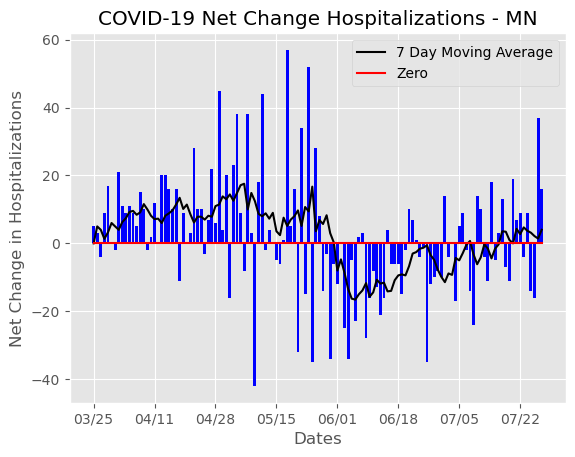 COVID-19 Net Change Hospitalizations - MN
7 Day Moving Average
Zero
Net Change in Hospitalizations
60
40
20
0
−20
−40
03/25 04/11 04/28 05/15 06/01 06/18 07/05 07/22
Dates